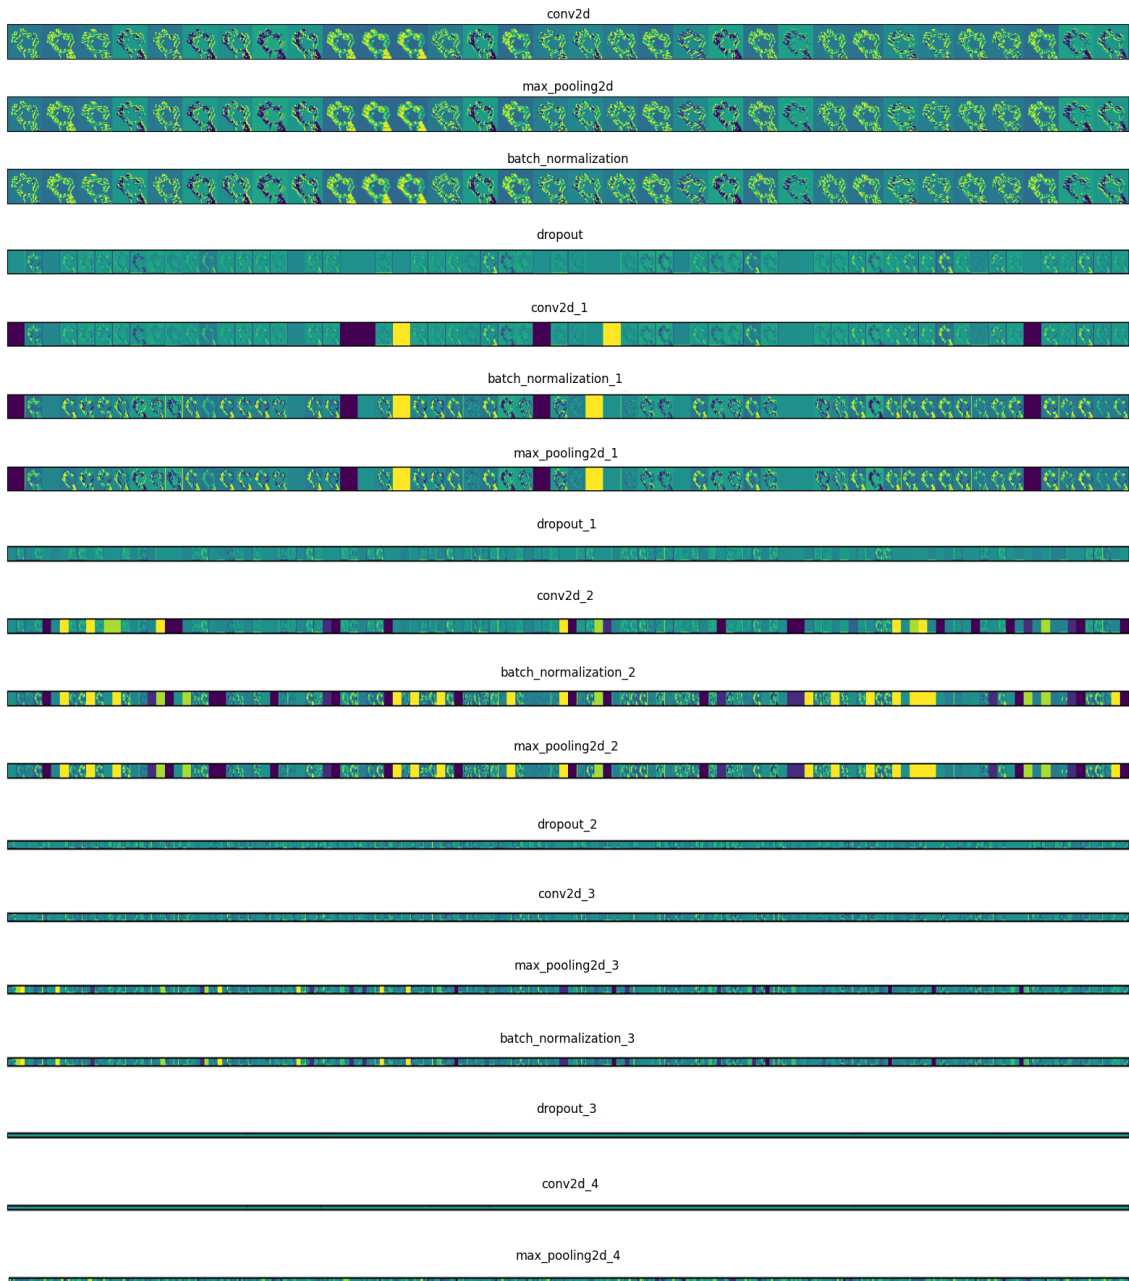 conv2d
max_pooling2d
batch_normalization
dropout
conv2d_1
batch_normalization_1
max_pooling2d_1
dropout_1
conv2d_2
batch_normalization_2
max_pooling2d_2
dropout_2
conv2d_3
max_pooling2d_3
batch_normalization_3
dropout_3
conv2d_4
max_pooling2d_4